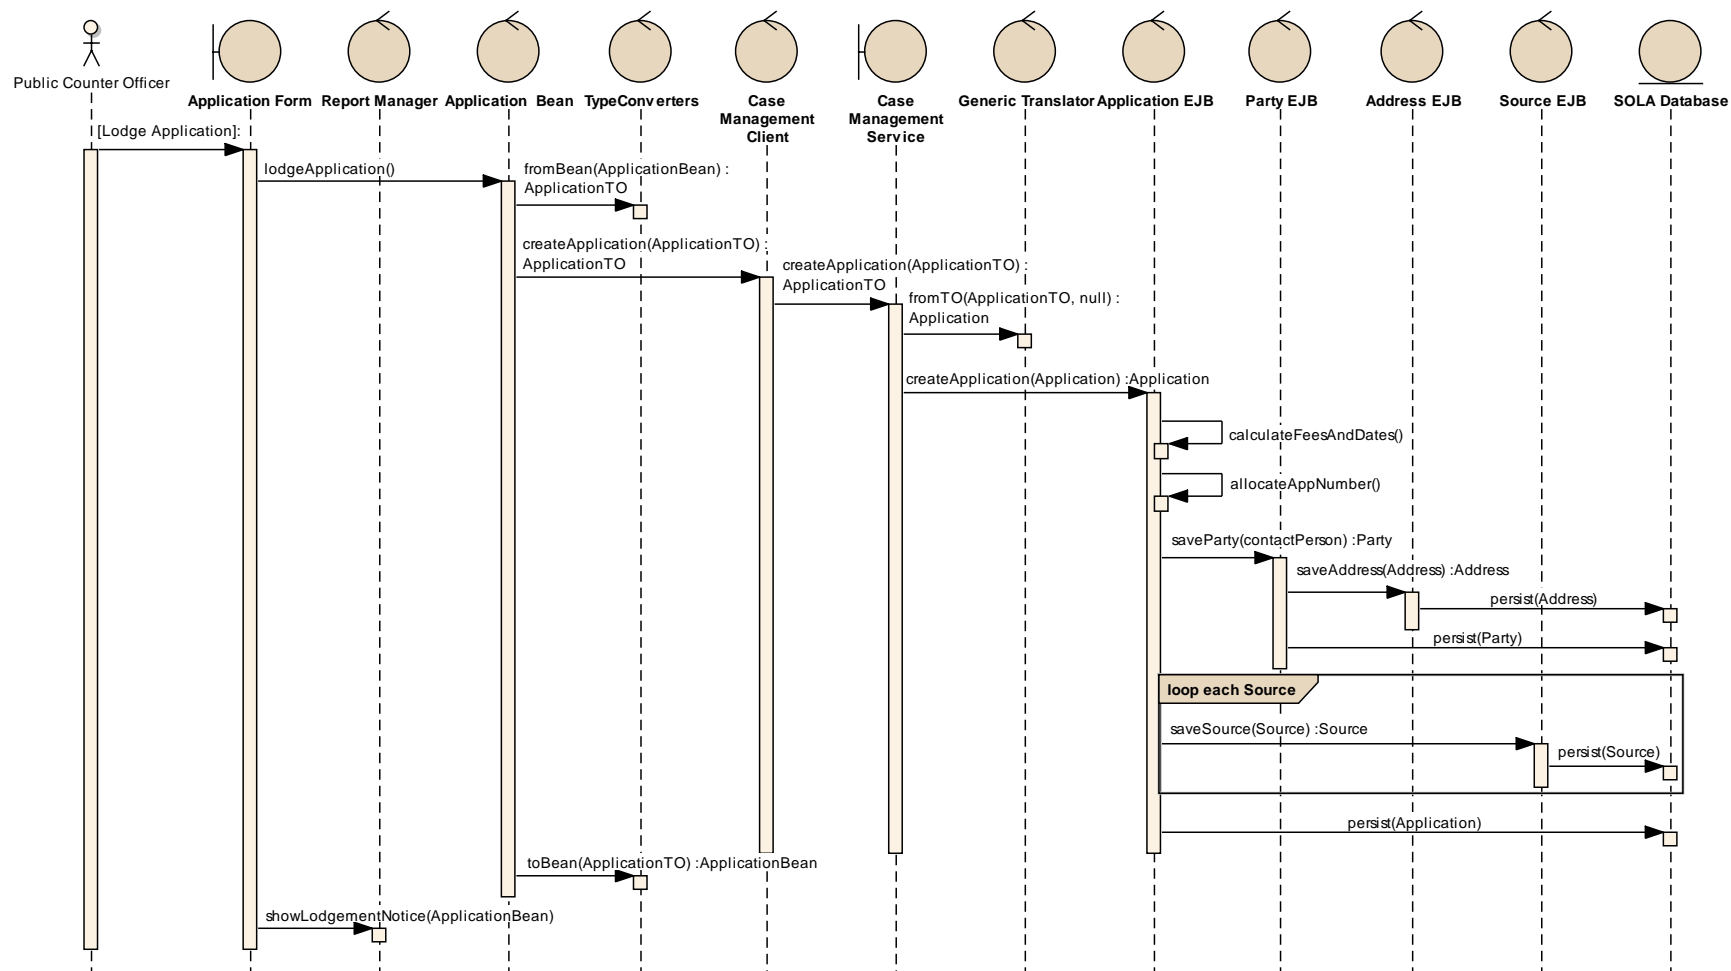 Public Counter Officer
Application Form
Report Manager
Application Bean
TypeConverters
Case
Management
Client
Case
Management
Service
Generic Translator
Application EJB
Party EJB
Address EJB
Source EJB
SOLA Database
[Lodge Application]:
lodgeApplication()
fromBean(ApplicationBean) :
ApplicationTO
createApplication(ApplicationTO) :
ApplicationTO
createApplication(ApplicationTO) :
ApplicationTO
fromTO(ApplicationTO, null) :
Application
createApplication(Application) :Application
calculateFeesAndDates()
allocateAppNumber()
saveParty(contactPerson) :Party
saveAddress(Address) :Address
persist(Address)
persist(Party)
loop each Source
saveSource(Source) :Source
persist(Source)
persist(Application)
toBean(ApplicationTO) :ApplicationBean
showLodgementNotice(ApplicationBean)